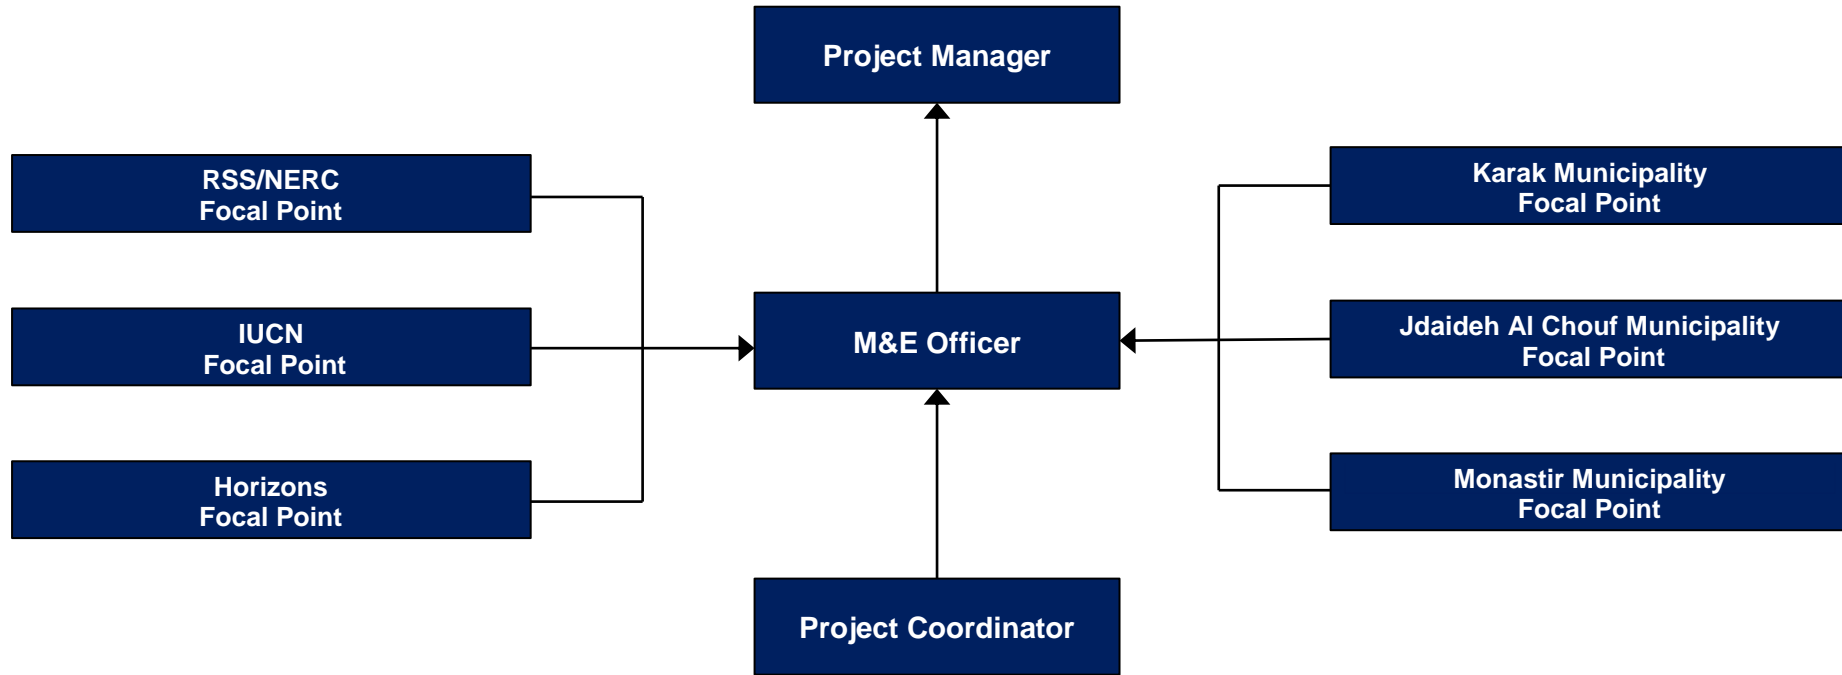 Project Manager
RSS/NERC
Focal Point
IUCN
Focal Point
Horizons
Focal Point
M&E Officer
Karak Municipality
Focal Point
Jdaideh Al Chouf Municipality
Focal Point
Monastir Municipality
Focal Point
Project Coordinator